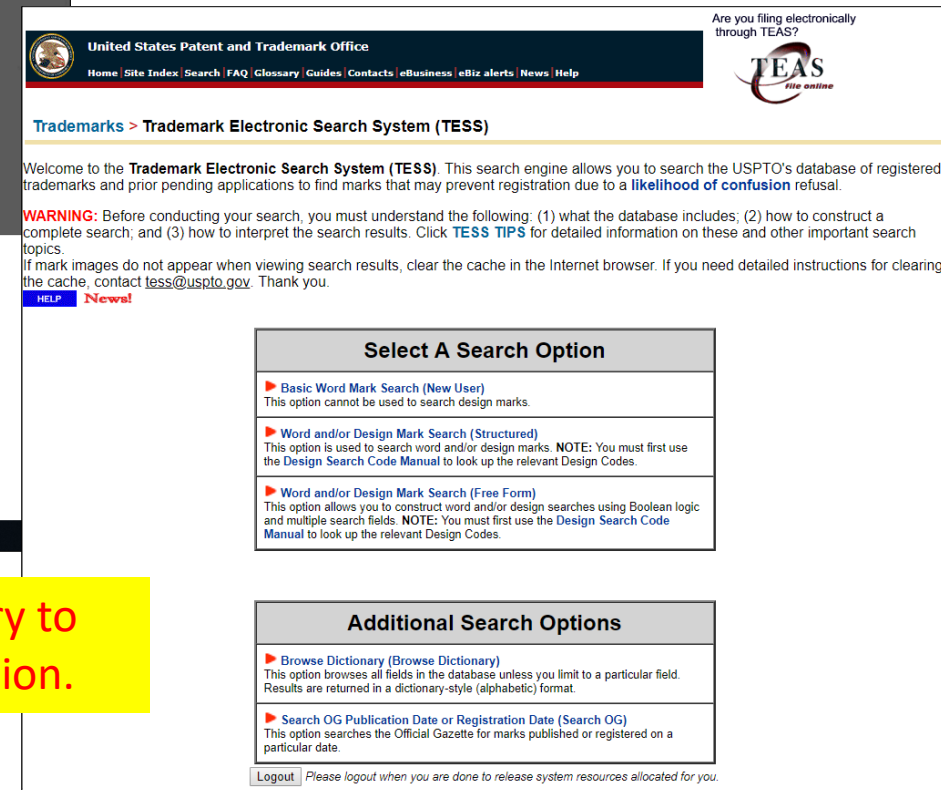 Are you filing electronically
through TEAS?
United States Patent and Trademark Office
Home|Site Index|Search|FAQ|Glossary|Guides|Contacts|eBusiness|eBiz alerts|News|Help
TEAS
File online
Trademarks > Trademark Electronic Search System (TESS)
Welcome to the Trademark Electronic Search System (TESS). This search engine allows you to search the USPTO's database of registered
trademarks and prior pending applications to find marks that may prevent registration due to a likelihood of confusion refusal.
WARNING: Before conducting your search, you must understand the following: (1) what the database includes; (2) how to construct a
complete search; and (3) how to interpret the search results. Click TESS TIPS for detailed information on these and other important search
topics.
If mark images do not appear when viewing search results, clear the cache in the Internet browser. If you need detailed instructions for clearing
the cache, contact tess@uspto.gov. Thank you.
HELP News!
Select A Search Option
Basic Word Mark Search (New User)
This option cannot be used to search design marks.
Word and/or Design Mark Search (Structured)
This option is used to search word and/or design marks. NOTE: You must first use
the Design Search Code Manual to look up the relevant Design Codes.
Word and/or Design Mark Search (Free Form)
This option allows you to construct word and/or design searches using Boolean logic
and multiple search fields. NOTE: You must first use the Design Search Code
Manual to look up the relevant Design Codes.
ry to
ion.
Additional Search Options
Browse Dictionary (Browse Dictionary)
This option browses all fields in the database unless you limit to a particular field.
Results are returned in a dictionary-style (alphabetic) format.
Search OG Publication Date or Registration Date (Search OG)
This option searches the Official Gazette for marks published or registered on a
particular date.
Logout Please logout when you are done to release system resources allocated for you.